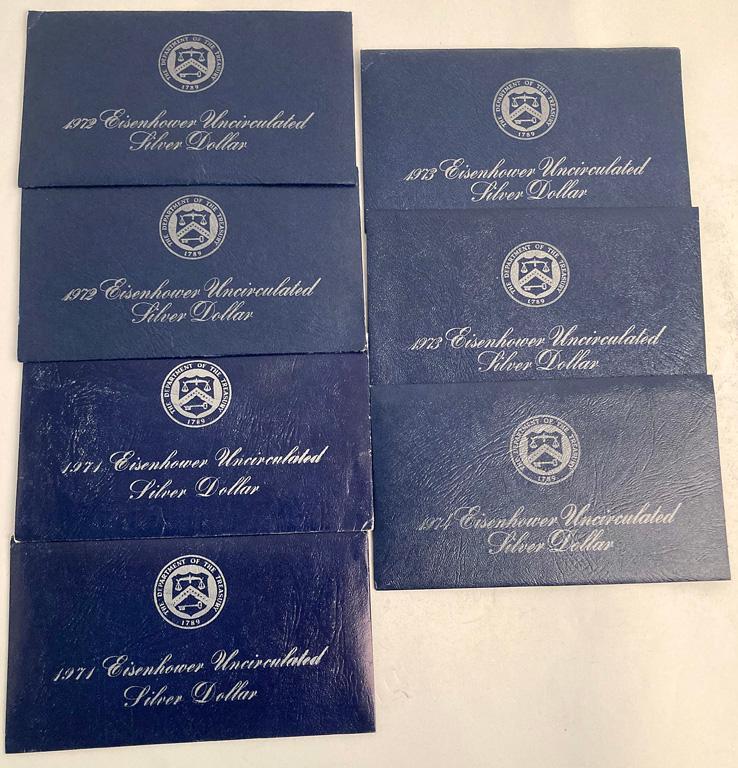 THE DEPARTMENT OF THE TREASURY
1789
1972 Eisenhower Uncirculated
Silver Dollar
THE DEPARTMENT OF THE TREASURY
1789
1972 Eisenhower Uncirculated
Silver Dollar
THE DEPARTMENT OF THE TREASURY
1789
1971 Eisenhower Uncirculated
Silver Dollar
THE DEPARTMENT OF THE TREASURY
1789
1971 Eisenhower Uncirculated
Silver Dollar
THE DEPARTMENT OF THE TREASURY
1789
1973 Eisenhower Uncirculated
Silver Dollar
THE DEPARTMENT OF THE TREASURY
1789
1973 Eisenhower Uncirculated
Silver Dollar
THE DEPARTMENT OF THE TREASURY
1789
1974 Eisenhower Uncirculated
Silver Dollar